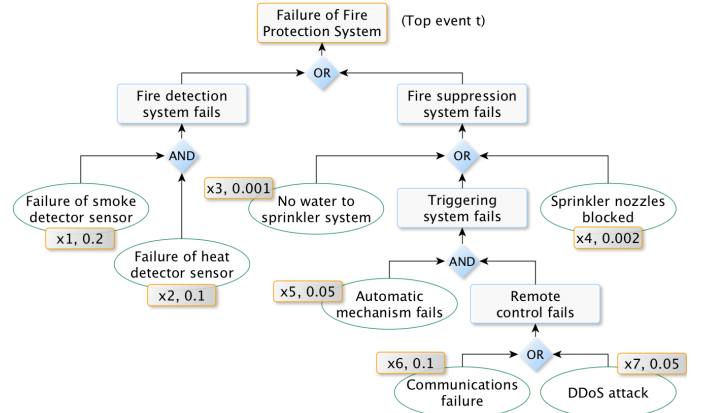 Failure of Fire
Protection System
(Top event t)
OR
Fire detection
system fails
Fire suppression
system fails
AND
OR
x3, 0.001
Failure of smoke
detector sensor
x1, 0.2
No water to
sprinkler system
Triggering
system fails
Sprinkler nozzles
blocked
x4, 0.002
Failure of heat
detector sensor
x2, 0.1
AND
x5, 0.05
Automatic
mechanism fails
Remote
control fails
OR
x6, 0.1
x7, 0.05
Communications
failure
DDoS attack